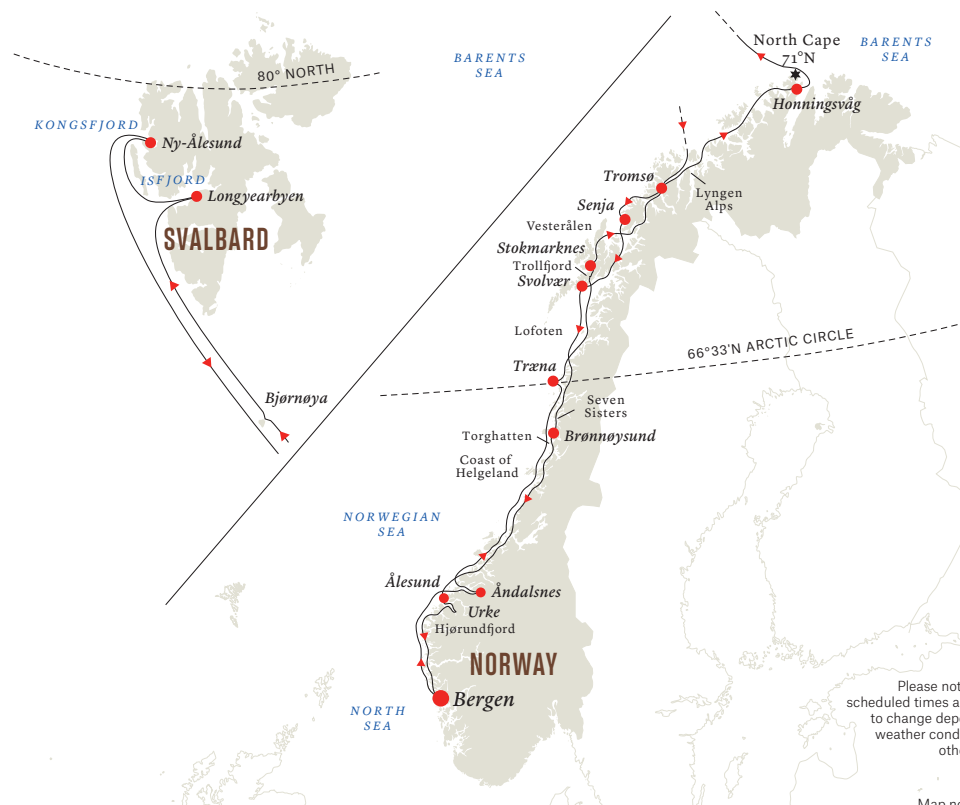 North Cape
71°N
BARENTS
SEA
BARENTS
SEA
80° NORTH
Honningsvåg
KONGSFJORD
Ny-Ålesund
Tromsø
ISFJORD
Longyearbyen
Lyngen
Alps
Senja
Vesterålen
SVALBARD
Stokmarknes
Trollfjord
Svolvær
Lofoten
66°33'N ARCTIC CIRCLE
Træna
Bjørnøya
Seven
Sisters
Torghatten
Brønnøysund
Coast of
Helgeland
NORWEGIAN
SEA
Ålesund
Åndalsnes
Urke
Hjørundfjord
NORWAY
Bergen
NORTH
SEA
Please not
scheduled times a
to change depe
weather cond
othe